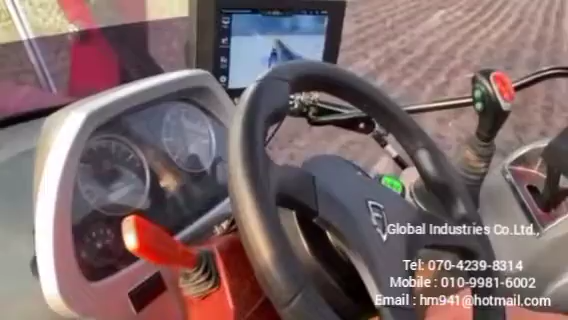 Global Industries Co.Ltd.,
Tel: 070-4239-8314
Mobile : 010-9981-6002
Email : hm941@hotmail.com